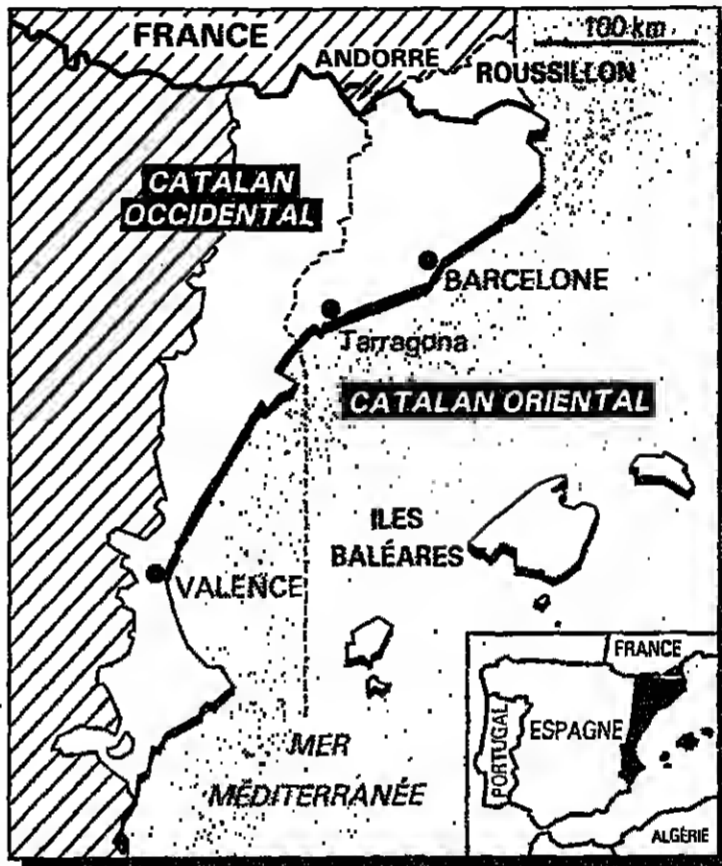 FRANCE
100 km
ANDORRE
ROUSSILLON
CATALAN
OCCIDENTAL
BARCELONE
Tarragona
CATALAN ORIENTAL
ILES
BALÉARES
VALENCE
MER
MÉDITERRANÉE
FRANCE
PORTUGAL
ESPAGNE
ALGÉRIE